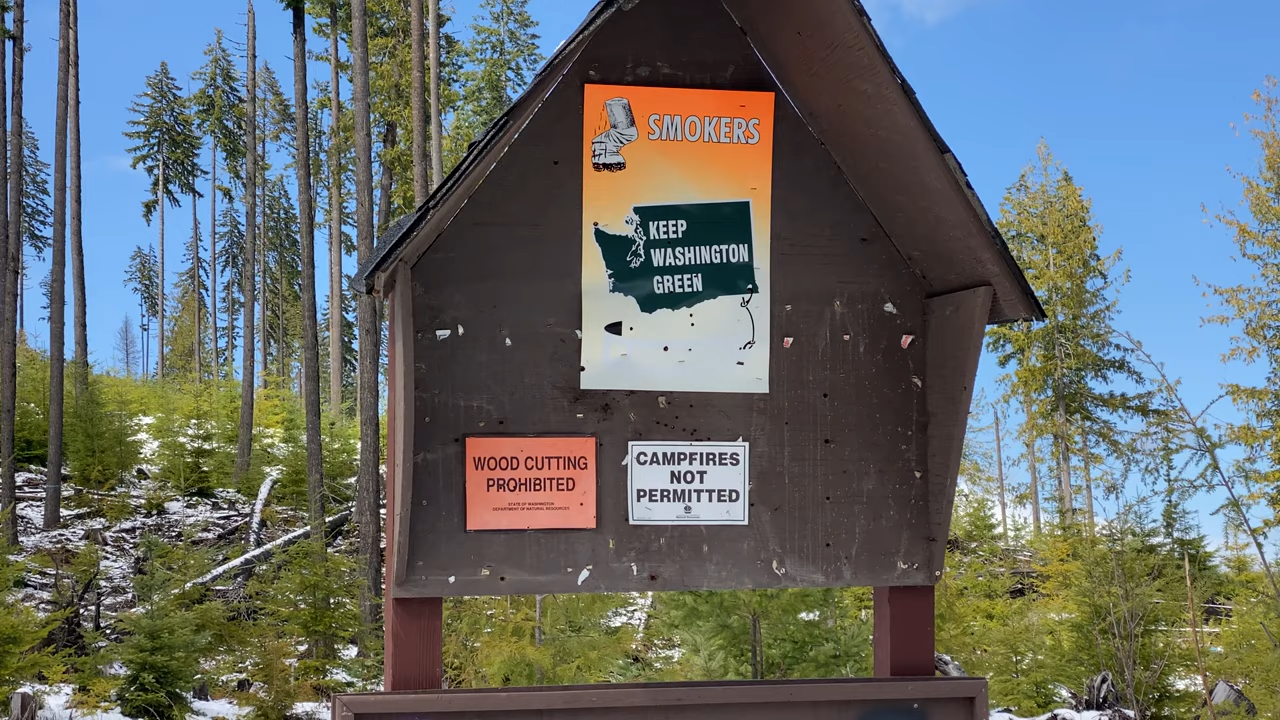 SMOKERS
KEEP
WASHINGTON
GREEN
WOOD CUTTING
PROHIBITED
STATE OF WASHINGTON
DEPARTMENT OF NATURAL RESOURCES
CAMPFIRES
NOT
PERMITTED